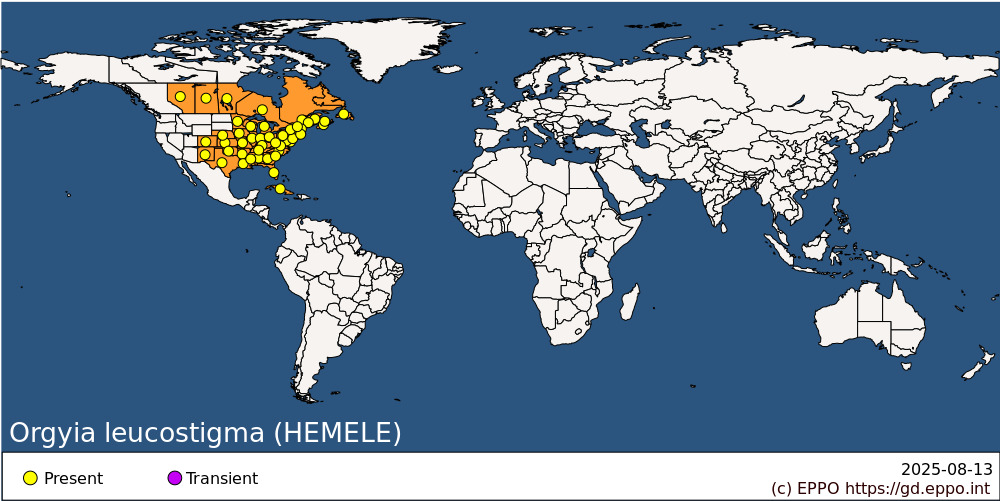 Orgyia leucostigma (HEMELE)
Present
Transient
2025-08-13
(c) EPPO https://gd.eppo.int